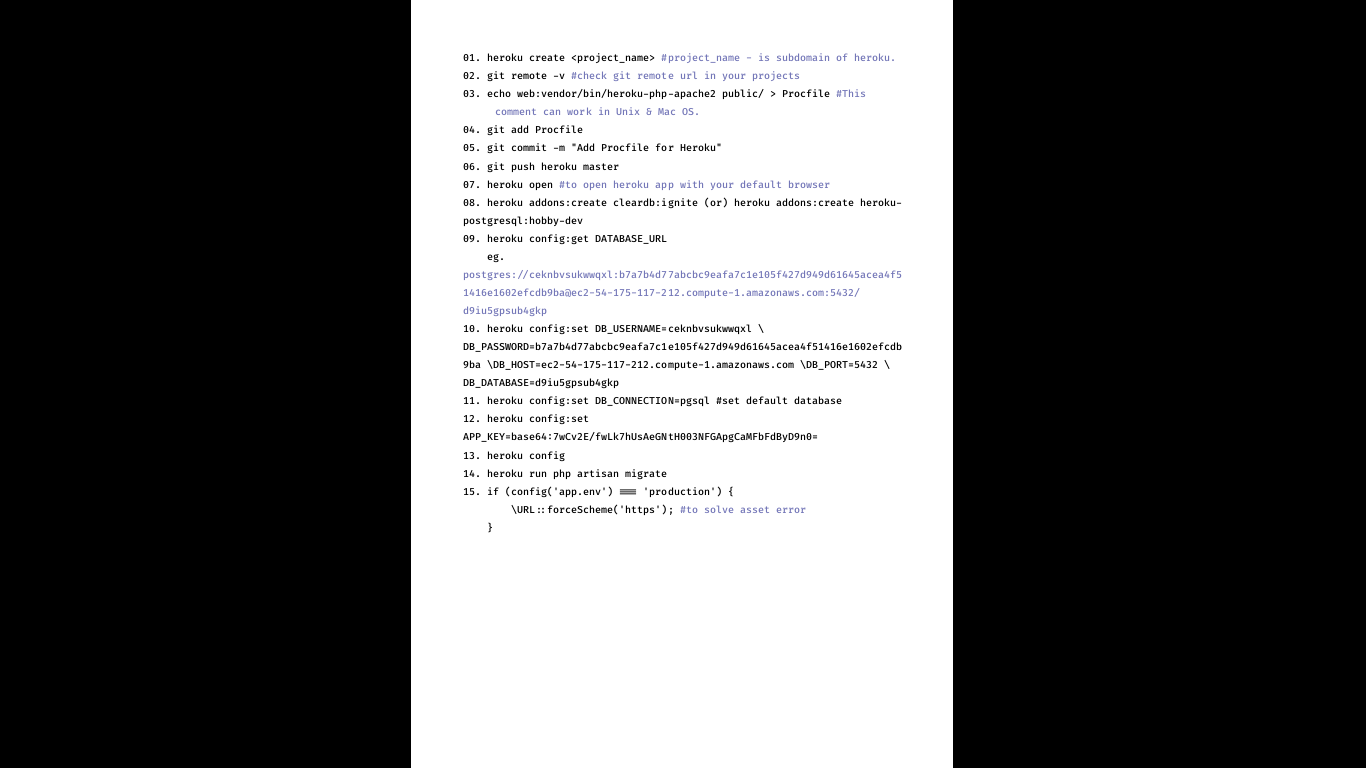 01. heroku create <project_name> #project_name - is subdomain of heroku.
02. git remote -v #check git remote url in your projects
03. echo web:vendor/bin/heroku-php-apache2 public/ > Procfile #This
comment can work in Unix & Mac OS.
04. git add Procfile
05. git commit -m "Add Procfile for Heroku"
06. git push heroku master
07. heroku open #to open heroku app with your default browser
08. heroku addons:create cleardb:ignite (or) heroku addons:create heroku-
postgresql:hobby-dev
09. heroku config:get DATABASE_URL
eg.
postgres://ceknbvsukwwqxl:b7a7b4d77abcbc9eafa7c1e105f427d949d61645acea4f5
1416e1602efcdb9ba@ec2-54-175-117-212.compute-1.amazonaws.com:5432/
d9iu5gpsub4gkp
10. heroku config:set DB_USERNAME=ceknbvsukwwqxl \
DB_PASSWORD=b7a7b4d77abcbc9eafa7c1e105f427d949d61645acea4f51416e1602efcdb
9ba \DB_HOST=ec2-54-175-117-212.compute-1.amazonaws.com \DB_PORT=5432 \
DB_DATABASE=d9iu5gpsub4gkp
11. heroku config:set DB_CONNECTION=pgsql #set default database
12. heroku config:set
APP_KEY=base64:7wCv2E/fwLk7hUsAeGNtH003NFGApgCaMFbFdByD9n0=
13. heroku config
14. heroku run php artisan migrate
15. if (config('app.env') === 'production') {
\URL::forceScheme('https'); #to solve asset error
}